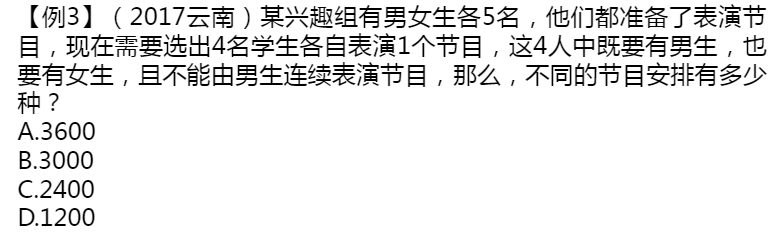 【例3】（2017云南）某兴趣组有男女生各5名，他们都准备了表演节
目，现在需要选出4名学生各自表演1个节目，这4人中既要有男生，也
要有女生，且不能由男生连续表演节目，那么，不同的节目安排有多少
种？
A.3600
B.3000
C.2400
D.1200